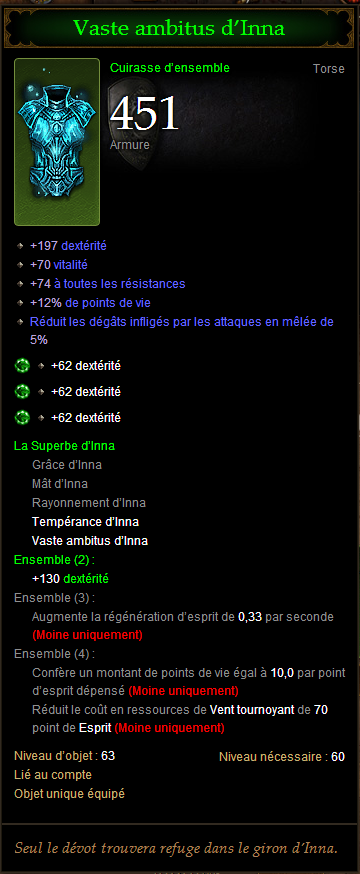 Vaste ambitus d'Inna
Cuirasse d'ensemble
Torse
451
Armure
+197 dextérité
+70 vitalité
+74 à toutes les résistances
+12% de points de vie
Réduit les dégâts infligés par les attaques en mêlée de
5%
+62 dextérité
+62 dextérité
+62 dextérité
La Superbe d'Inna
Grâce d'Inna
Mât d'Inna
Rayonnement d'Inna
Tempérance d'Inna
Vaste ambitus d'Inna
Ensemble (2) :
+130 dextérité
Ensemble (3) :
Augmente la régénération d'esprit de 0,33 par seconde
(Moine uniquement)
Ensemble (4) :
Confère un montant de points de vie égal à 10,0 par point
d'esprit dépensé (Moine uniquement)
Réduit le coût en ressources de Vent tournoyant de 70
point de Esprit (Moine uniquement)
Niveau d'objet : 63
Niveau nécessaire : 60
Lié au compte
Objet unique équipé
Seul le dévot trouvera refuge dans le giron d'Inna.